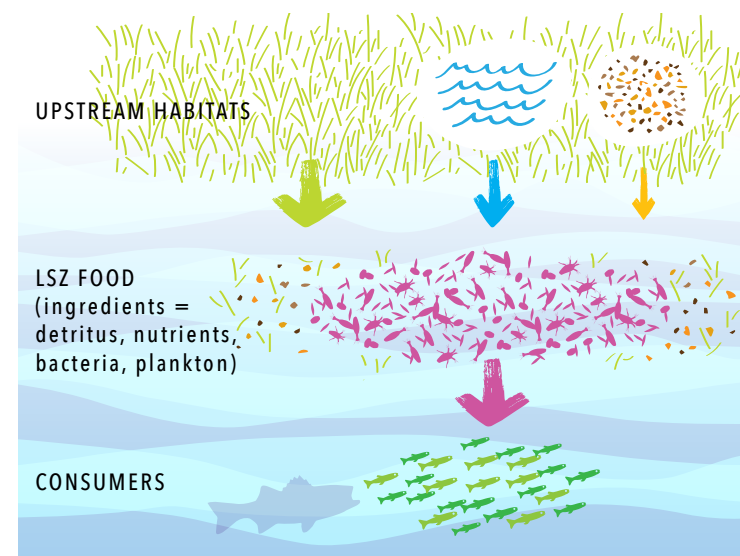 UPSTREAM HABITATS
LSZ FOOD
(ingredients =
detritus, nutrients,
bacteria, plankton)
CONSUMERS